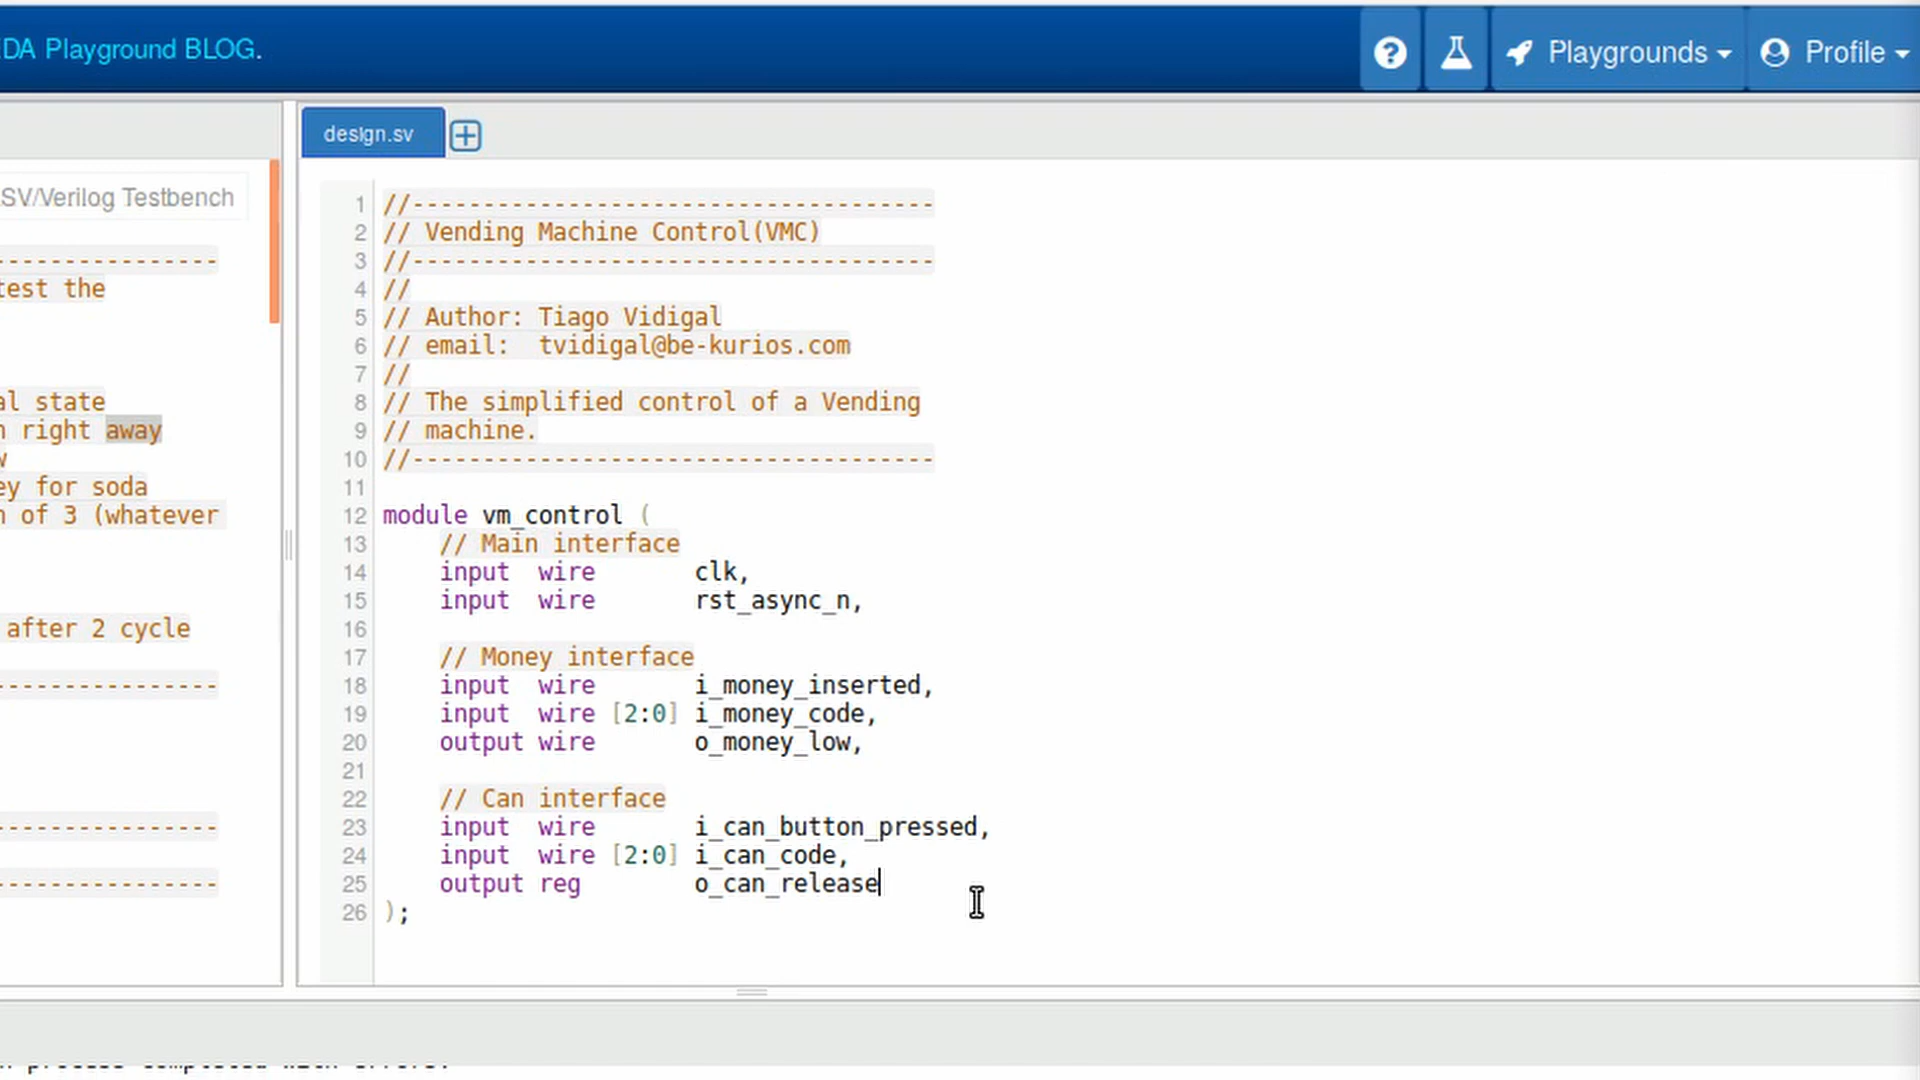 DA Playground BLOG.
Playgrounds
Profile
design.sv
SV/Verilog Testbench
---------------
test the
al state
right away
for soda
of 3 (whatever
after 2 cycle
---------------
---------------
---------------
1 //-------------------------------------
2 // Vending Machine Control(VMC)
3 //-------------------------------------
4 //
5 // Author: Tiago Vidigal
6 // email:  tvidigal@be-kurios.com
7 //
8 // The simplified control of a Vending
9 // machine.
10 //-------------------------------------
11
12 module vm_control (
13     // Main interface
14     input  wire       clk,
15     input  wire       rst_async_n,
16
17     // Money interface
18     input  wire       i_money_inserted,
19     input  wire [2:0] i_money_code,
20     output wire       o_money_low,
21
22     // Can interface
23     input  wire       i_can_button_pressed,
24     input  wire [2:0] i_can_code,
25     output reg        o_can_release
26 );
process completed with errors.